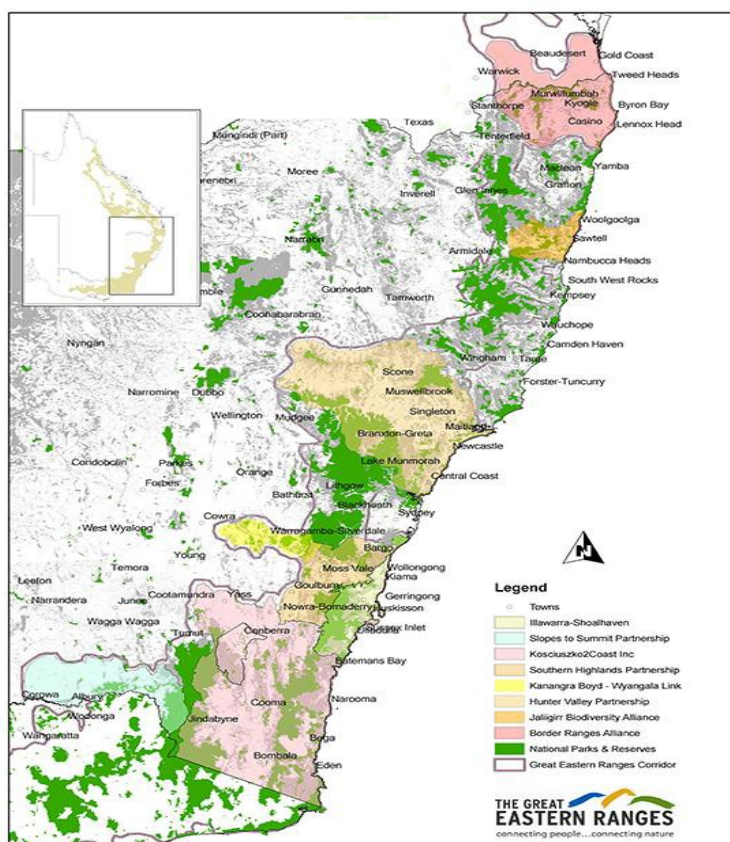 Beaudesert
Gold Coast
Warwick
Tweed Heads
Murwillumbah
Stanthorpe
Kyogle
Byron Bay
Texas
Casino
Lennox Head
Mungindi (Part)
Tenterfield
Maclean
Yamba
Moree
Inverell
Glen Innes
Grafton
Woolgoolga
Narrabri
Sawtell
Armidale
Nambucca Heads
South West Rocks
Gunnedah
Kempsey
Tamworth
Coonabarabran
Wauchope
Nyngan
Camden Haven
Wingham
Taree
Scone
Forster-Tuncurry
Narromine
Dubbo
Muswellbrook
Wellington
Mudgee
Singleton
Maitland
Branxton-Greta
Newcastle
Condobolin
Parkes
Orange
Lake Munmorah
Central Coast
Forbes
Lithgow
Bathurst
Blackheath
Sydney
Cowra
West Wyalong
Warragamba-Silverdale
Bargo
Young
Temora
Moss Vale
Wollongong
Kiama
Leeton
Goulburn
Gerringong
Cootamundra
Yass
Narrandera
Junee
Nowra-Bomaderry
Huskisson
Wagga Wagga
Sussex Inlet
Canberra
Tumut
Batemans Bay
Corowa
Albury
Cooma
Narooma
Wodonga
Jindabyne
Wangaratta
Bega
Bombala
Eden
N
Legend
Towns
Illawarra-Shoalhaven
Slopes to Summit Partnership
Kosciuszko2Coast Inc
Southern Highlands Partnership
Kanangra Boyd - Wyangala Link
Hunter Valley Partnership
Jaliigirr Biodiversity Alliance
Border Ranges Alliance
National Parks & Reserves
Great Eastern Ranges Corridor
THE GREAT
EASTERN RANGES
connecting people...connecting nature